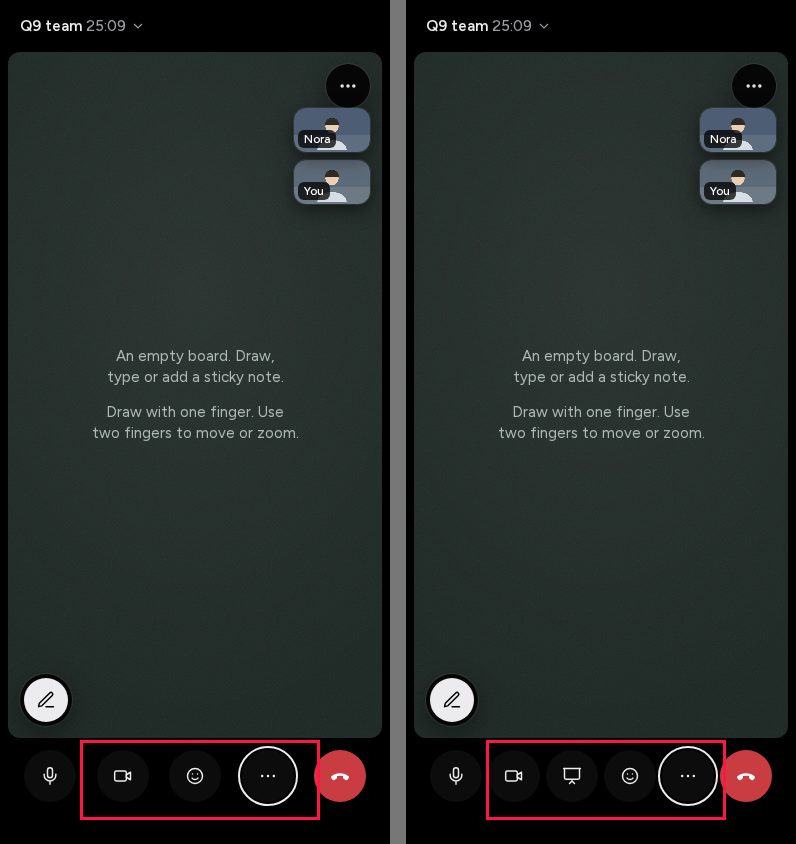 Q9 team 25:09
Nora
You
An empty board. Draw,
type or add a sticky note.
Draw with one finger. Use
two fingers to move or zoom.
Q9 team 25:09
Nora
You
An empty board. Draw,
type or add a sticky note.
Draw with one finger. Use
two fingers to move or zoom.